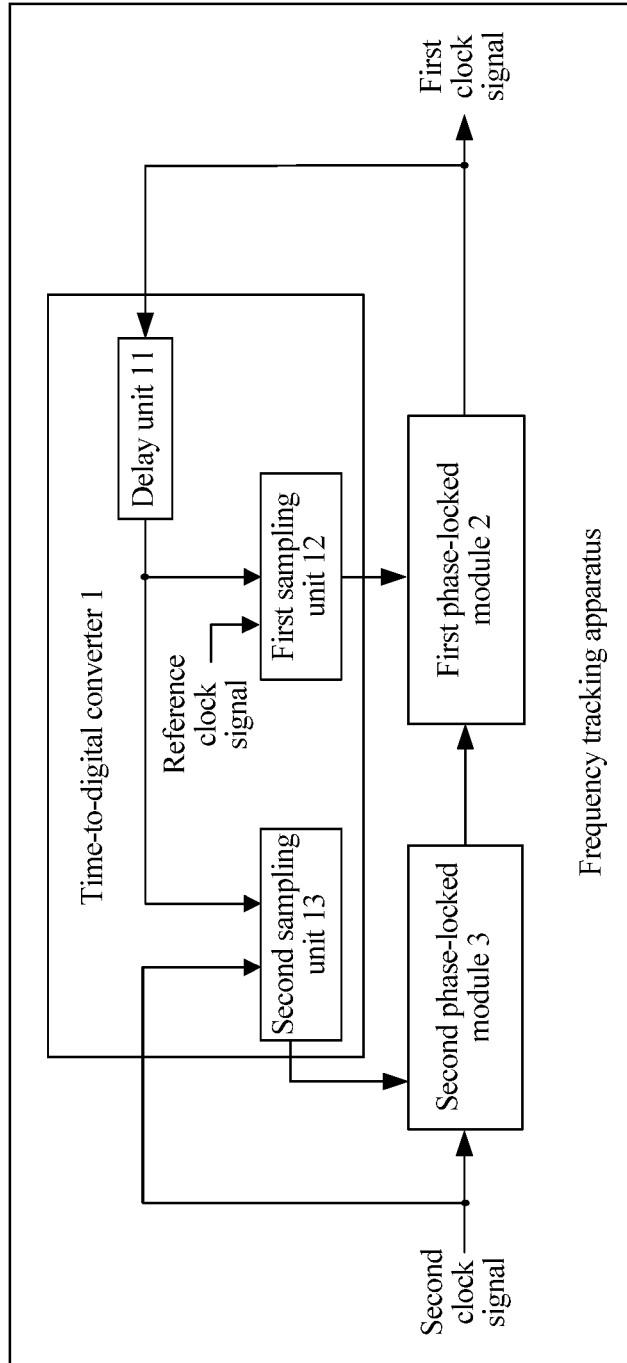 Time-to-digital converter 1
Delay unit 11
Reference
clock
signal
Second sampling
unit 13
First sampling
unit 12
Second
clock
signal
Second phase-locked
module 3
First phase-locked
module 2
First
clock
signal
Frequency tracking apparatus